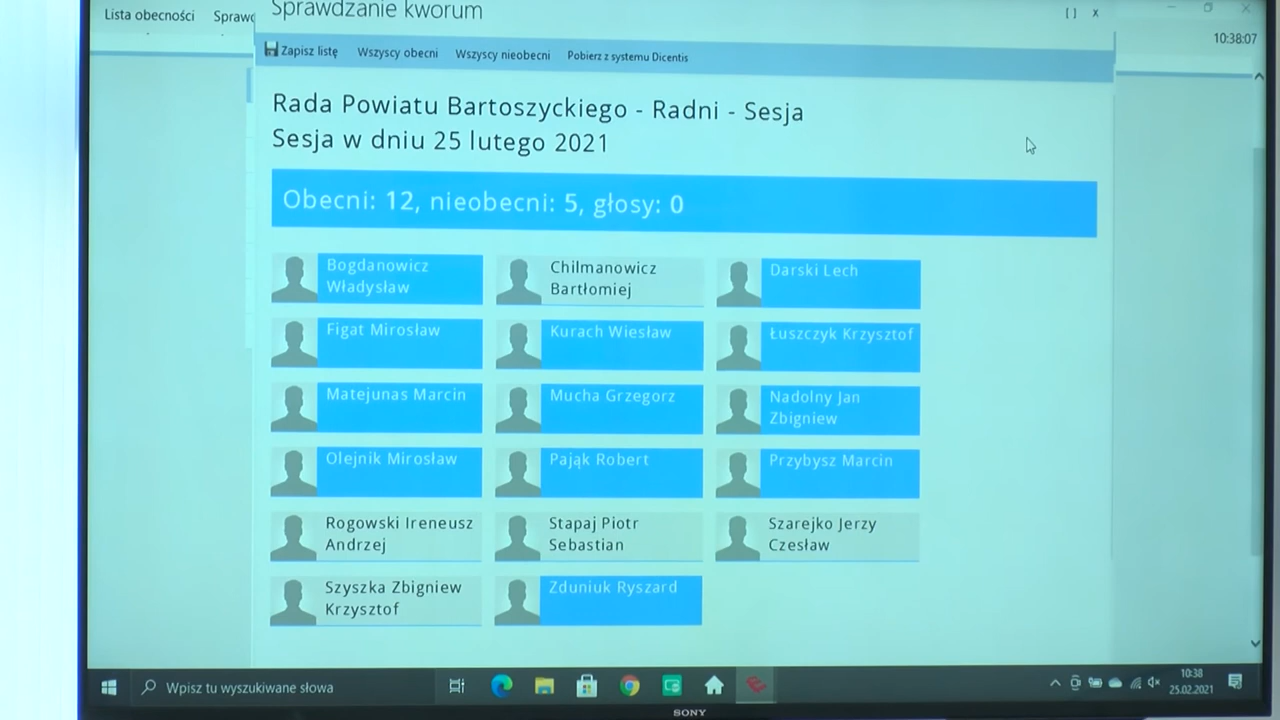 Lista obecności
Sprawdzanie kworum
[ ] x
10:38:07
Zapisz listę Wszyscy obecni Wszyscy nieobecni Pobierz z systemu Dicentis
Rada Powiatu Bartoszyckiego - Radni - Sesja
Sesja w dniu 25 lutego 2021
Obecni: 12, nieobecni: 5, głosy: 0
Bogdanowicz
Władysław
Chilmanowicz
Bartłomiej
Darski Lech
Figat Mirosław
Kurach Wiesław
Łuszczyk Krzysztof
Matejunas Marcin
Mucha Grzegorz
Nadolny Jan
Zbigniew
Olejnik Mirosław
Pająk Robert
Przybysz Marcin
Rogowski Ireneusz
Andrzej
Stapaj Piotr
Sebastian
Szarejko Jerzy
Czesław
Szyszka Zbigniew
Krzysztof
Zduniuk Ryszard
Wpisz tu wyszukiwane słowa
10:38
25.02.2021
SONY